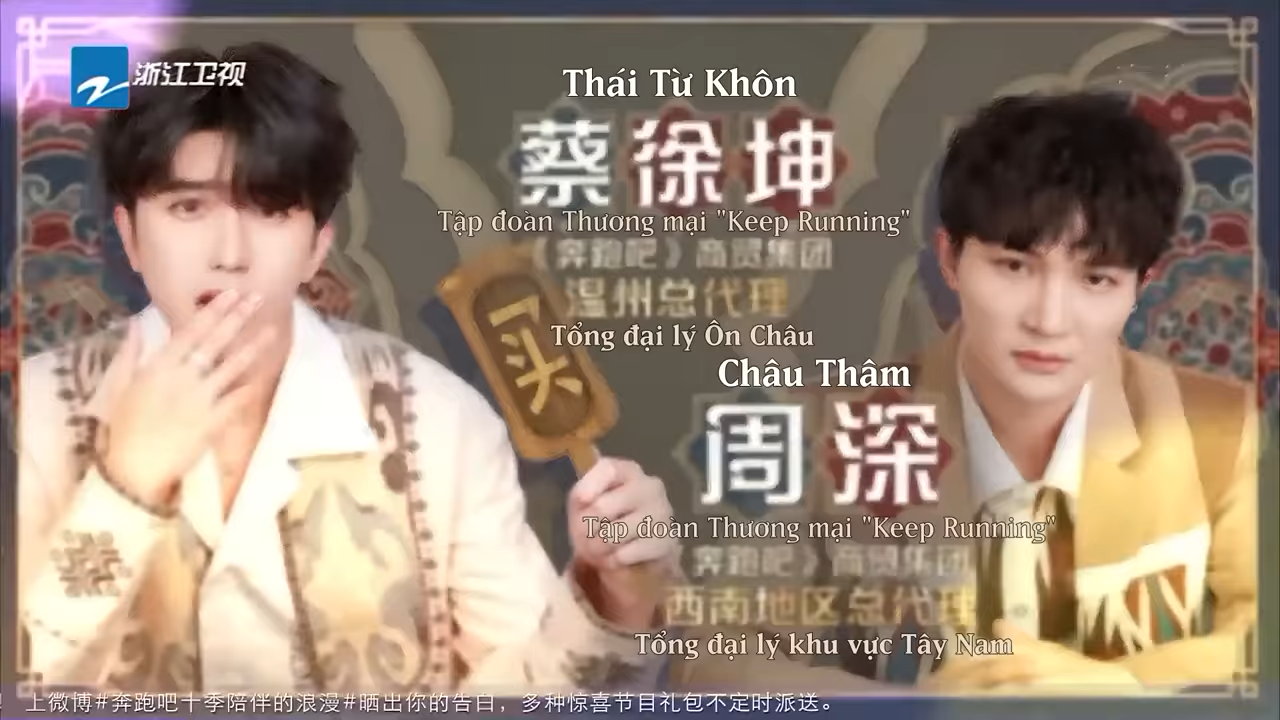 浙江卫视
Thái Từ Khôn
蔡徐坤
Tập đoàn Thương mại "Keep Running"
《奔跑吧》商贸集团
温州总代理
Tổng đại lý Ôn Châu
买
Châu Thâm
周深
Tập đoàn Thương mại "Keep Running"
奔跑吧》商贸集团
西南地区总代理
Tổng đại lý khu vực Tây Nam
! 上微博#奔跑吧十季陪伴的浪漫#晒出你的告白，多种惊喜节目礼包不定时派送。